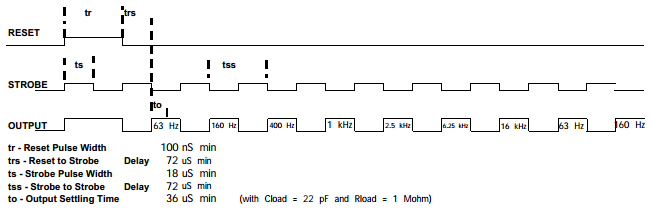 tr
trs
RESET
ts
tss
STROBE
to
OUTPUT
63 Hz
160 Hz
400 Hz
1 kHz
2.5 kHz
6.25 kHz
16 kHz
63 Hz
160 Hz
tr - Reset Pulse Width 100 nS min
trs - Reset to Strobe Delay 72 uS min
ts - Strobe Pulse Width 18 uS min
tss - Strobe to Strobe Delay 72 uS min
to - Output Settling Time 36 uS min (with Cload = 22 pF and Rload = 1 Mohm)